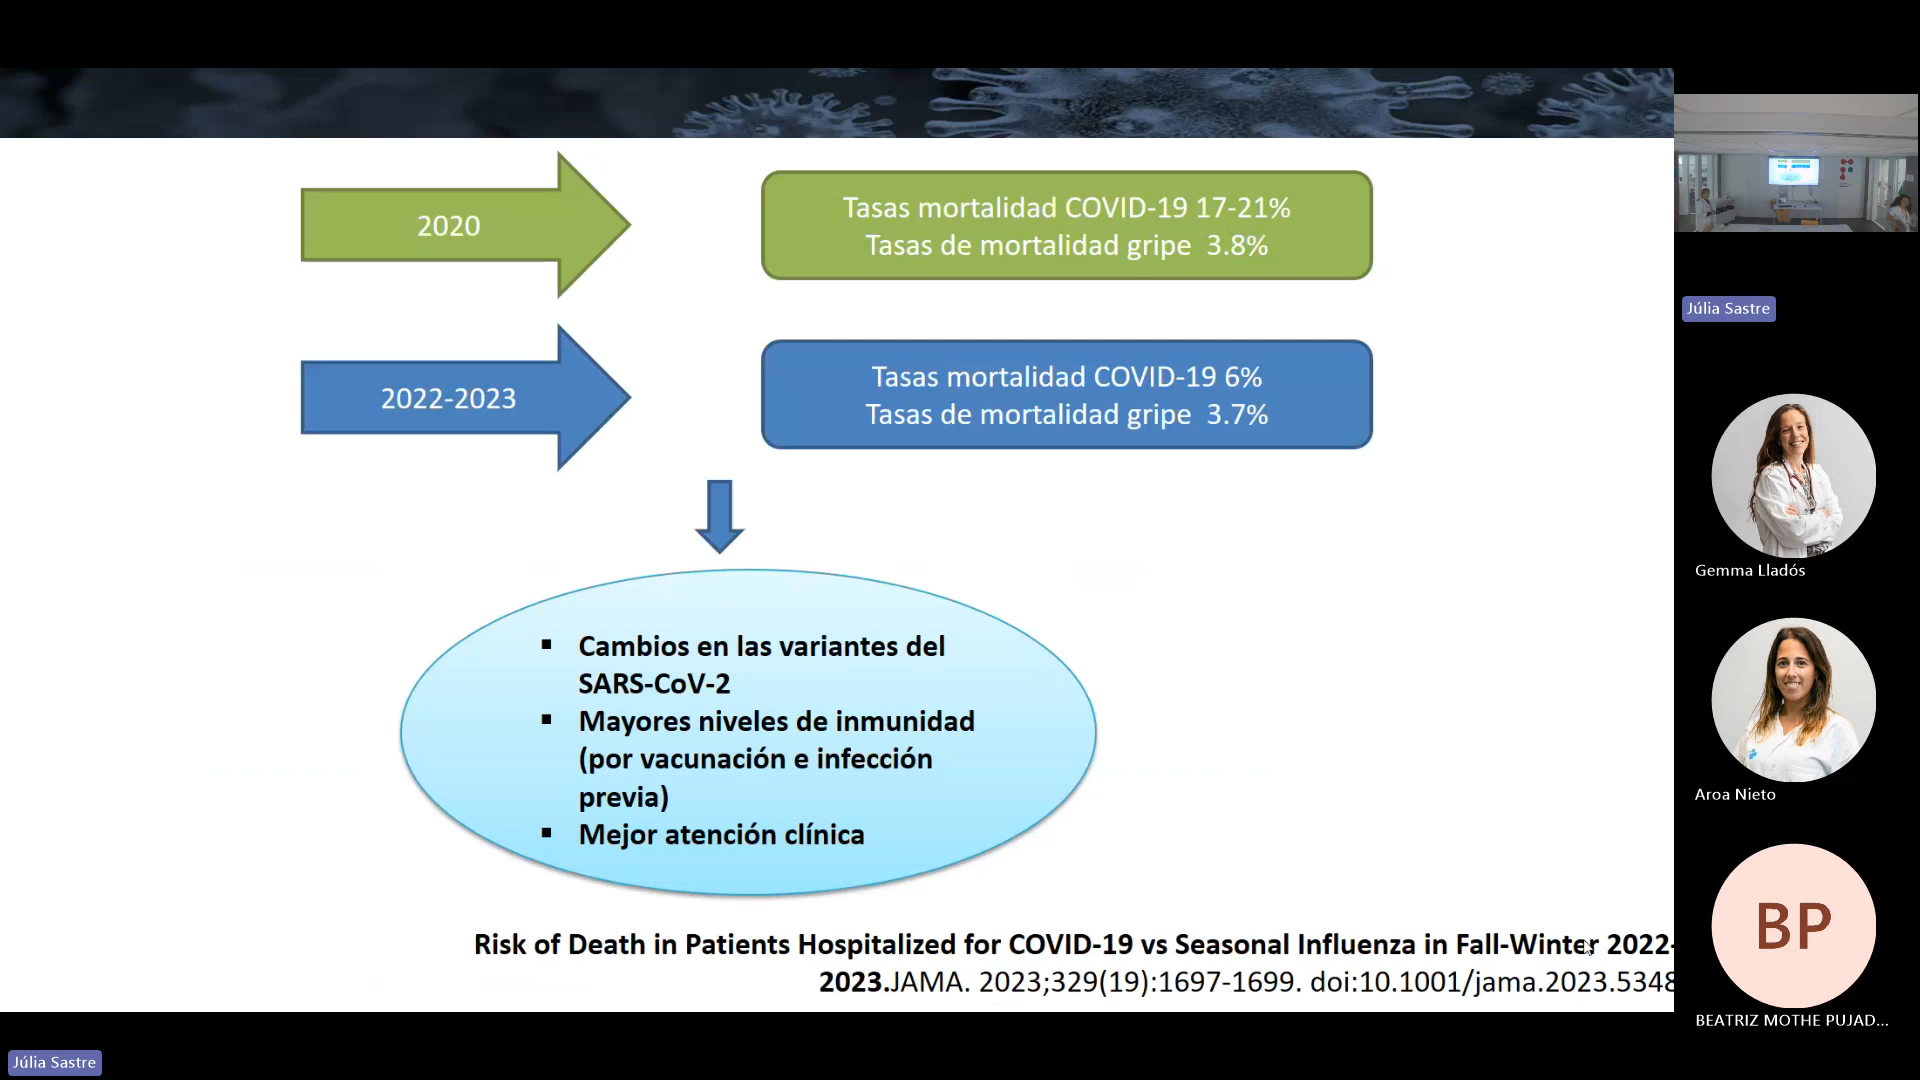 2020
Tasas mortalidad COVID-19 17-21%
Tasas de mortalidad gripe 3.8%
2022-2023
Tasas mortalidad COVID-19 6%
Tasas de mortalidad gripe 3.7%
▪ Cambios en las variantes del
SARS-CoV-2
▪ Mayores niveles de inmunidad
(por vacunación e infección
previa)
▪ Mejor atención clínica
Risk of Death in Patients Hospitalized for COVID-19 vs Seasonal Influenza in Fall-Winter 2022-
2023.JAMA. 2023;329(19):1697-1699. doi:10.1001/jama.2023.5348
Júlia Sastre
Gemma Lladós
Aroa Nieto
BP
BEATRIZ MOTHE PUJAD...
Júlia Sastre